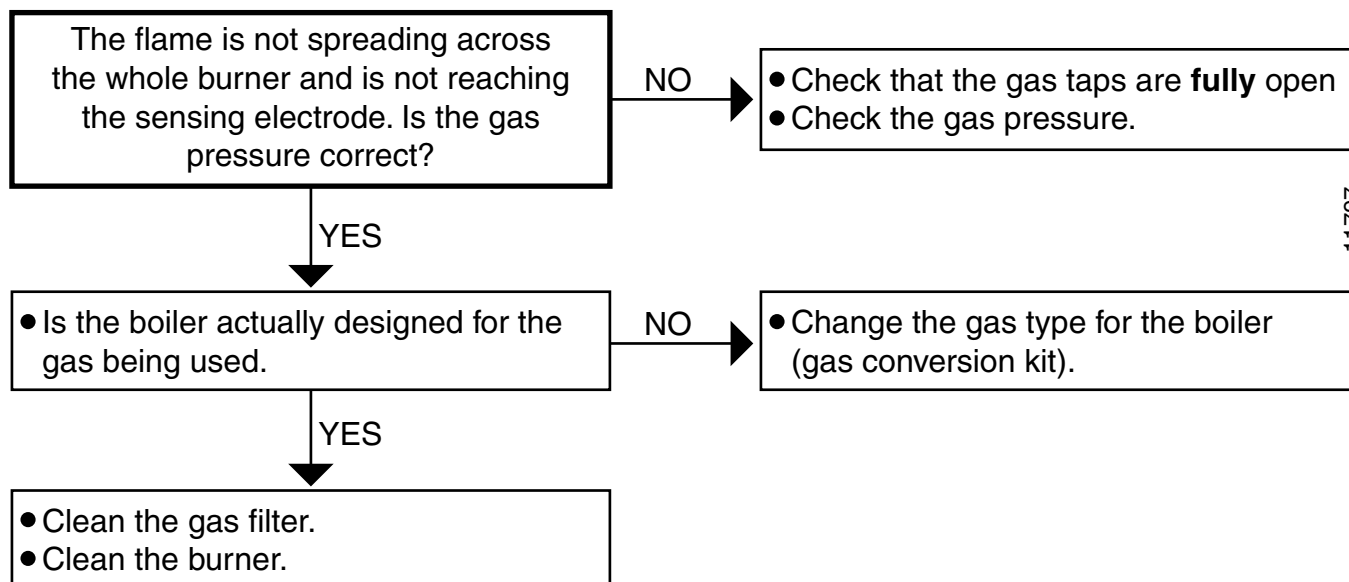 The flame is not spreading across
the whole burner and is not reaching
the sensing electrode. Is the gas
pressure correct?
NO
● Check that the gas taps are fully open
● Check the gas pressure.
YES
● Is the boiler actually designed for the
gas being used.
NO
● Change the gas type for the boiler
(gas conversion kit).
YES
● Clean the gas filter.
● Clean the burner.